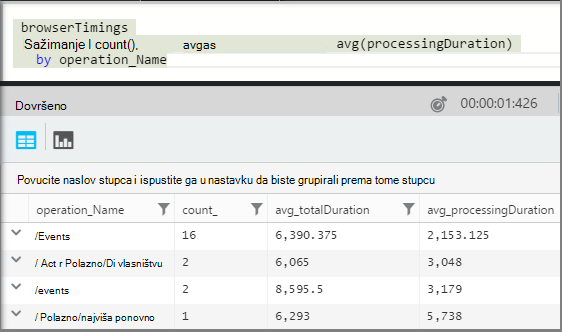 browserTimings
Sažimanje l count(), avgas avg(processingDuration)
by operation_Name
Dovršeno 00:00:01:426
Povucite naslov stupca i ispustite ga u nastavku da biste grupirali prema tome stupcu
operation_Name count_ avg_totalDuration avg_processingDuration
/Events 16 6,390.375 2,153.125
/ Act r Polazno/Di vlasništvu 2 6,065 3,048
/events 2 8,595.5 3,179
/ Polazno/najviša ponovno 1 6,293 5,738